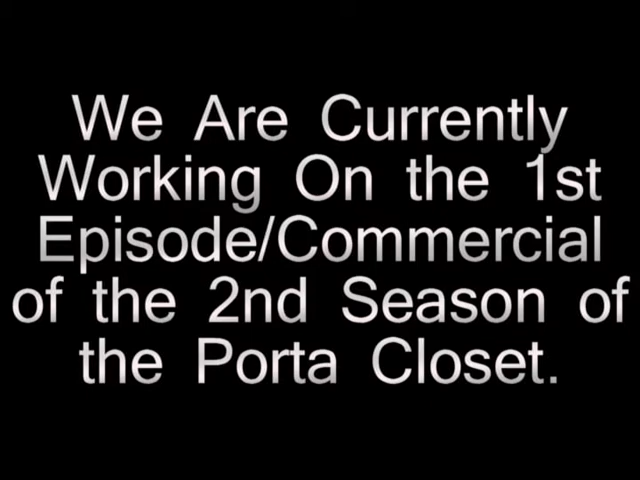 We Are Currently
Working On the 1st
Episode/Commercial
of the 2nd Season of
the Porta Closet.